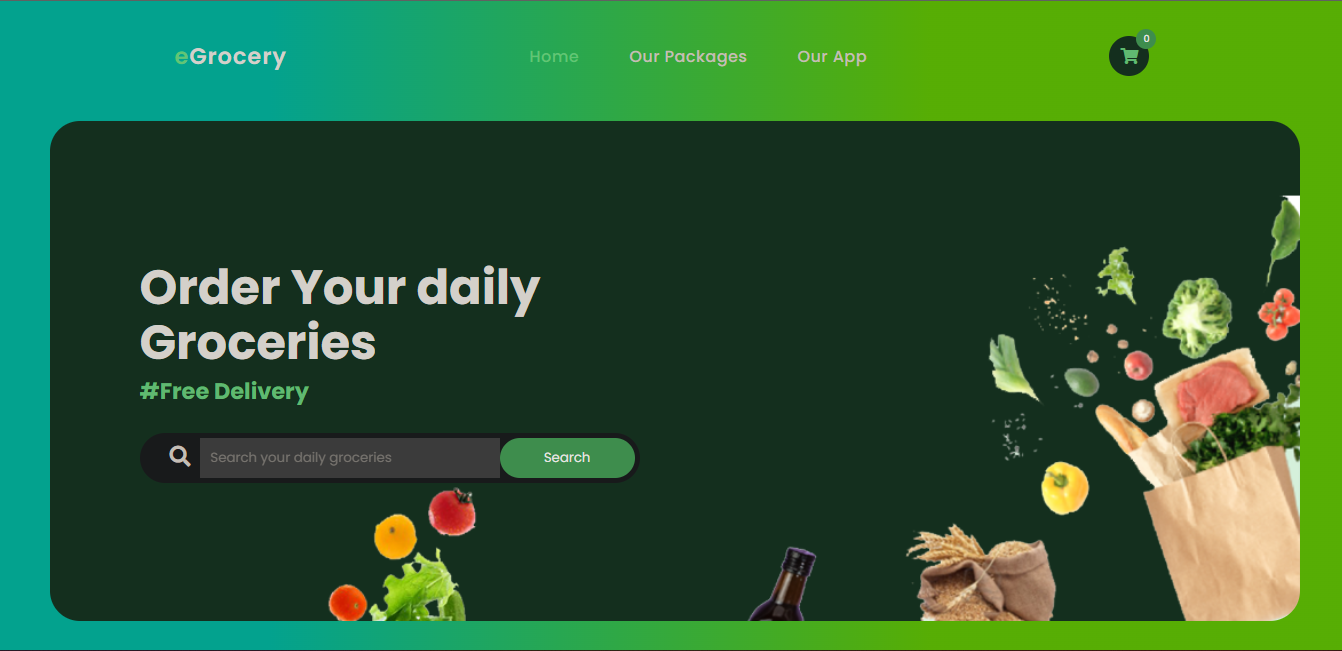 eGrocery
Home
Our Packages
Our App
0
Order Your daily
Groceries
#Free Delivery
Search your daily groceries
Search